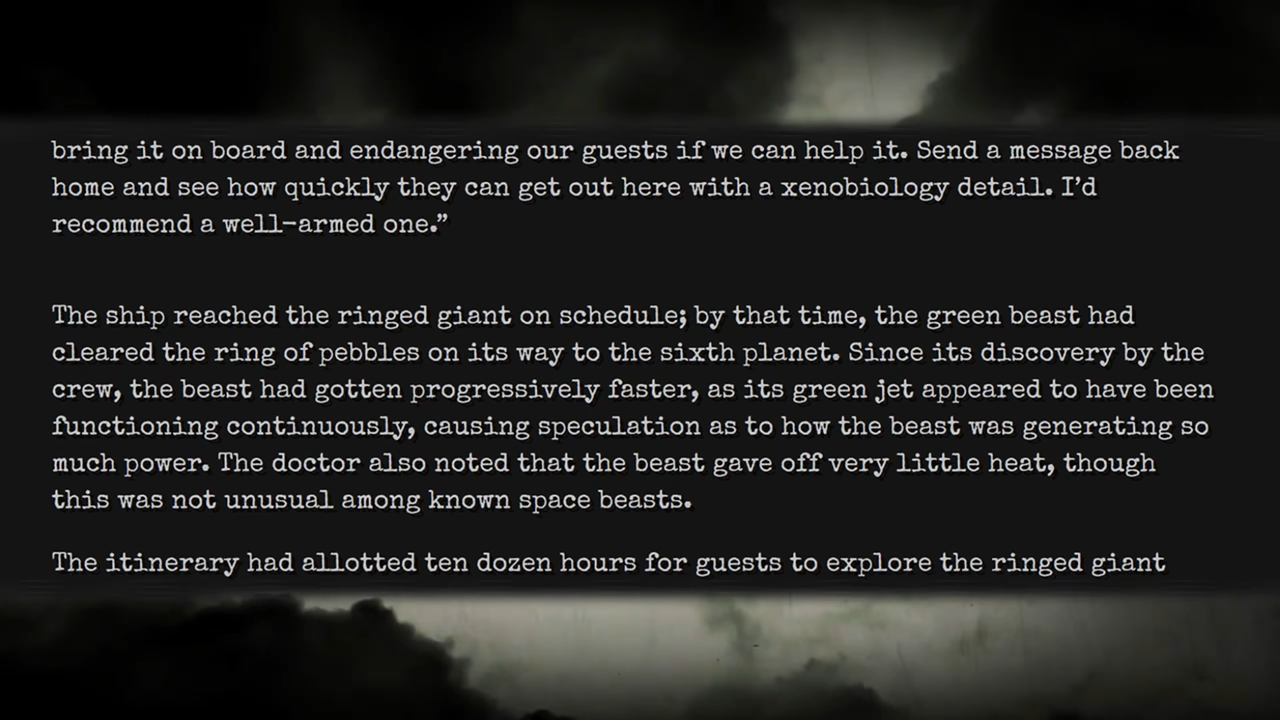 bring it on board and endangering our guests if we can help it. Send a message back
home and see how quickly they can get out here with a xenobiology detail. I’d
recommend a well-armed one.”
The ship reached the ringed giant on schedule; by that time, the green beast had
cleared the ring of pebbles on its way to the sixth planet. Since its discovery by the
crew, the beast had gotten progressively faster, as its green jet appeared to have been
functioning continuously, causing speculation as to how the beast was generating so
much power. The doctor also noted that the beast gave off very little heat, though
this was not unusual among known space beasts.
The itinerary had allotted ten dozen hours for guests to explore the ringed giant